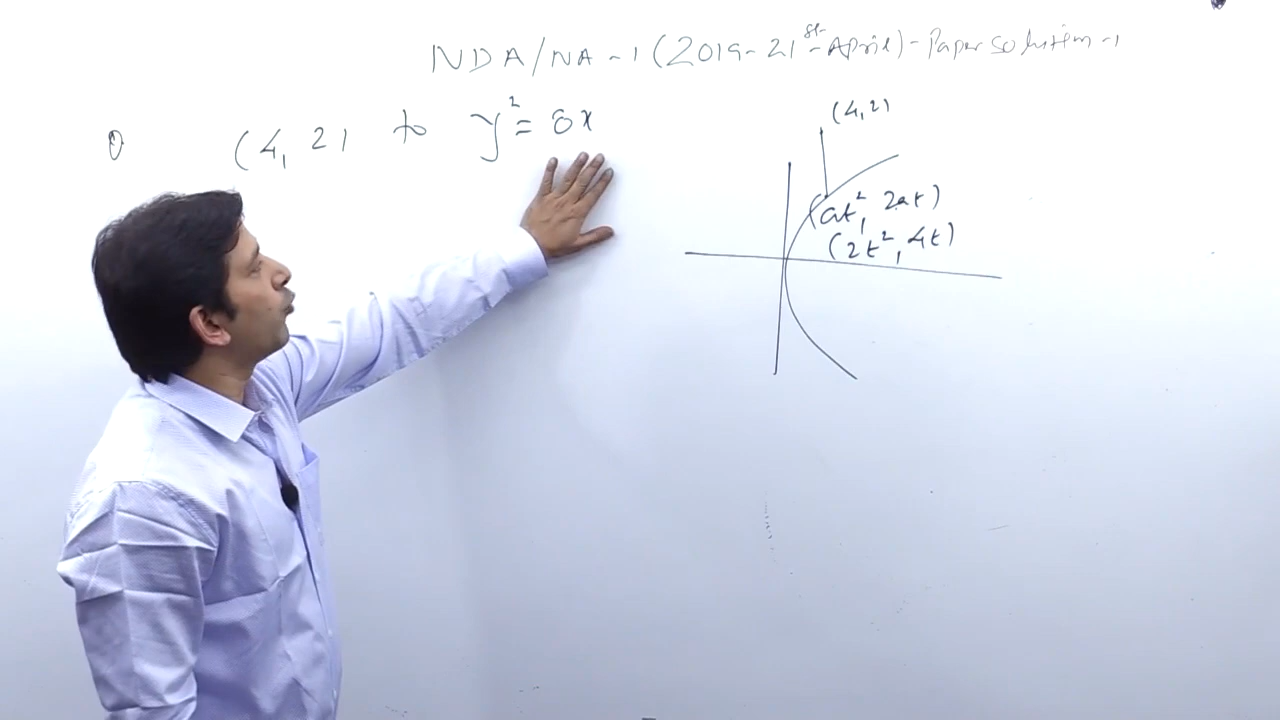 NDA/NA-1 (2019-21st-April)-Paper solution-1
Q (4, 2) to y² = 8x
(4,2)
(at², 2at)
(2t², 4t)